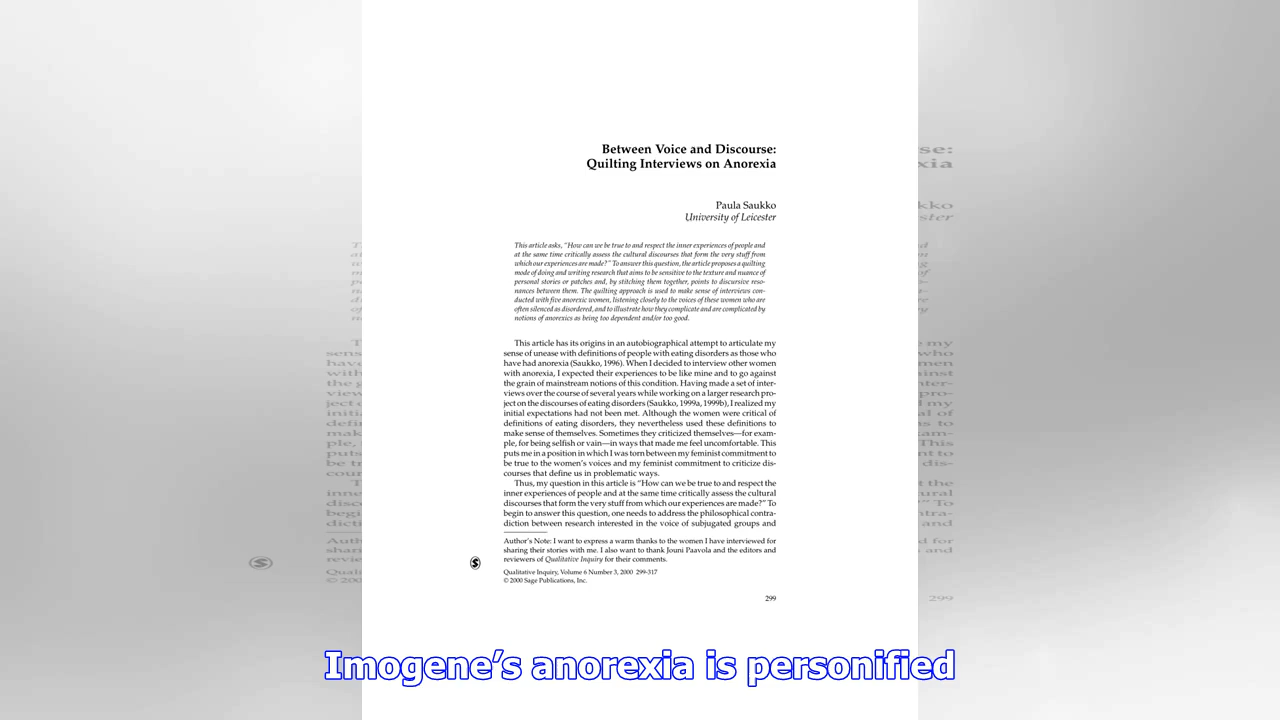 Between Voice and Discourse:
Quilting Interviews on Anorexia
Paula Saukko
University of Leicester
This article asks, “How can we be true to and respect the inner experiences of people and
at the same time critically assess the cultural discourses that form the very stuff from
which our experiences are made?” To answer this question, the article proposes a quilting
mode of doing and writing research that aims to be sensitive to the texture and nuance of
personal stories or patches and, by stitching them together, points to discursive reso-
nances between them. The quilting approach is used to make sense of interviews con-
ducted with five anorexic women, listening closely to the voices of these women who are
often silenced as disordered, and to illustrate how they complicate and are complicated by
notions of anorexics as being too dependent and/or too good.
This article has its origins in an autobiographical attempt to articulate my
sense of unease with definitions of people with eating disorders as those who
have had anorexia (Saukko, 1996). When I decided to interview other women
with anorexia, I expected their experiences to be like mine and to go against
the grain of mainstream notions of this condition. Having made a set of inter-
views over the course of several years while working on a larger research pro-
ject on the discourses of eating disorders (Saukko, 1999a, 1999b), I realized my
initial expectations had not been met. Although the women were critical of
definitions of eating disorders, they nevertheless used these definitions to
make sense of themselves. Sometimes they criticized themselves—for exam-
ple, for being selfish or vain—in ways that made me feel uncomfortable. This
puts me in a position in which I was torn between my feminist commitment to
be true to the women’s voices and my feminist commitment to criticize dis-
courses that define us in problematic ways.
Thus, my question in this article is “How can we be true to and respect the
inner experiences of people and at the same time critically assess the cultural
discourses that form the very stuff from which our experiences are made?” To
begin to answer this question, one needs to address the philosophical contra-
diction between research interested in the voice of subjugated groups and
Author’s Note: I want to express a warm thanks to the women I have interviewed for
sharing their stories with me. I also want to thank Jouni Paavola and the editors and
reviewers of Qualitative Inquiry for their comments.
Qualitative Inquiry, Volume 6 Number 3, 2000 299-317
© 2000 Sage Publications, Inc.
299
Imogene’s anorexia is personified